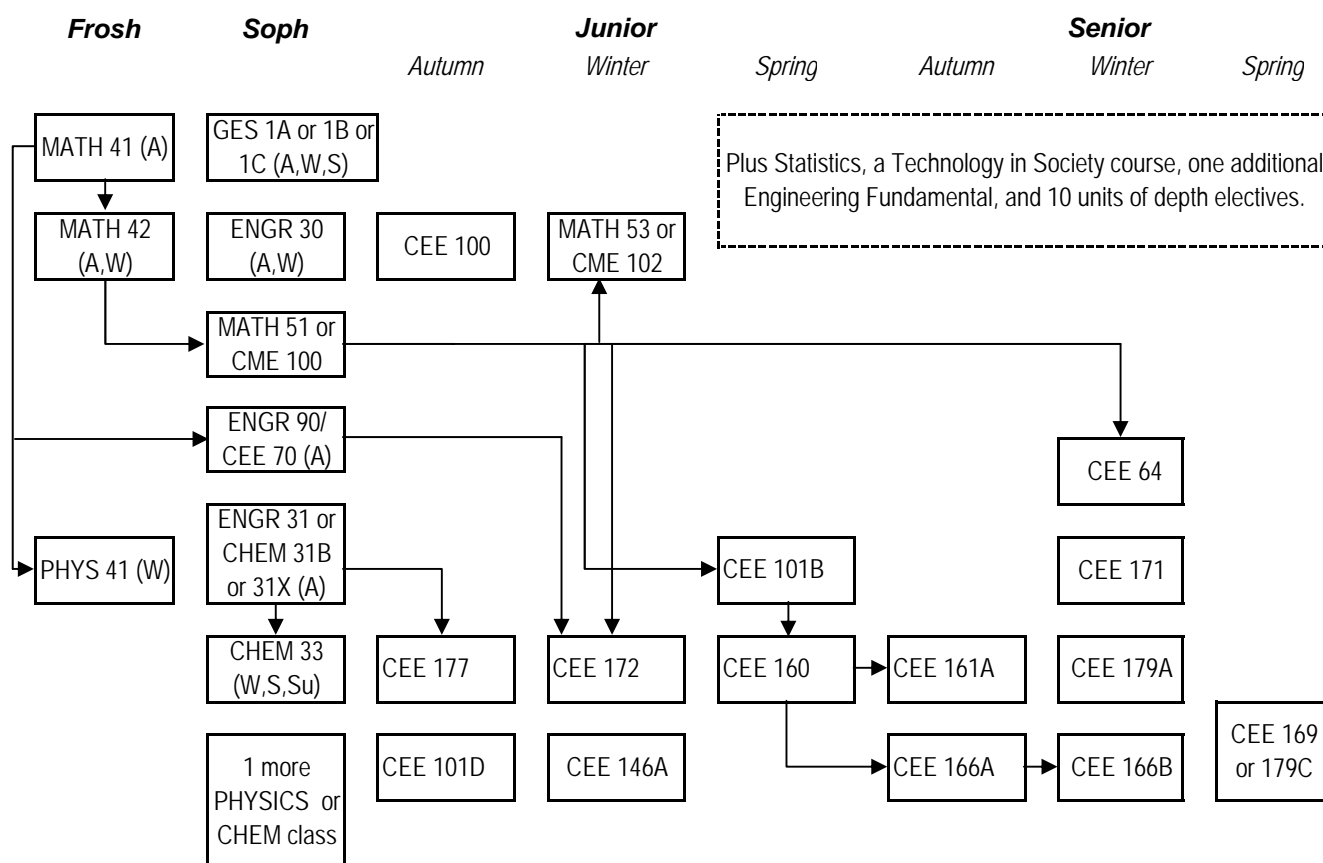 Frosh
Soph
Junior
Senior
Autumn
Winter
Spring
Autumn
Winter
Spring
MATH 41 (A)
GES 1A or 1B or
1C (A,W,S)
Plus Statistics, a Technology in Society course, one additional
Engineering Fundamental, and 10 units of depth electives.
MATH 42
(A,W)
ENGR 30
(A,W)
CEE 100
MATH 53 or
CME 102
MATH 51 or
CME 100
ENGR 90/
CEE 70 (A)
CEE 64
PHYS 41 (W)
ENGR 31 or
CHEM 31B
or 31X (A)
CEE 101B
CEE 171
CHEM 33
(W,S,Su)
CEE 177
CEE 172
CEE 160
CEE 161A
CEE 179A
1 more
PHYSICS or
CHEM class
CEE 101D
CEE 146A
CEE 166A
CEE 166B
CEE 169
or 179C